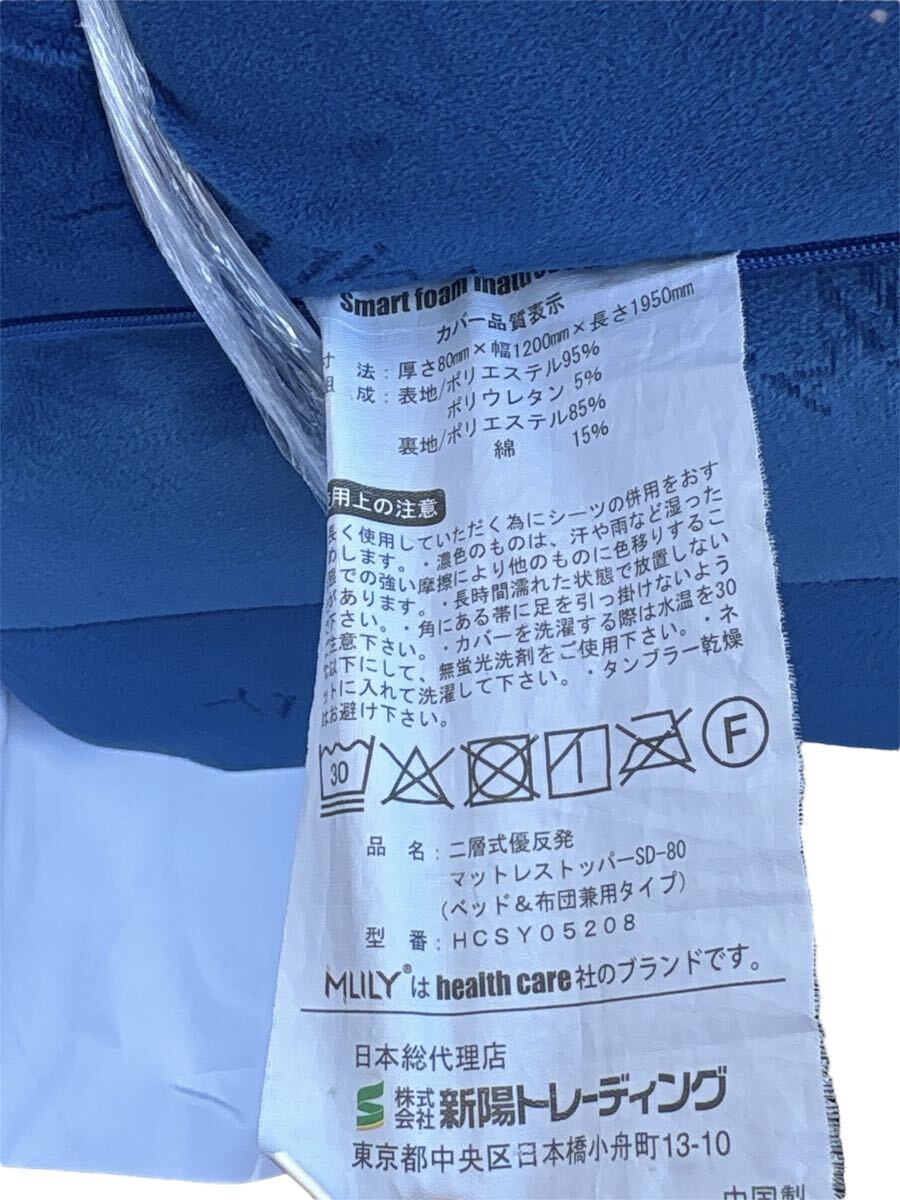 Smart foam
カバー品質表示
法：厚さ80mm×幅1200mm×長さ1950mm
成：表地/ポリエステル95%
ポリウレタン 5%
裏地/ポリエステル85%
綿 15%
用上の注意
長く使用していただく為にシーツの併用をおす
めします。・濃色のものは、汗や雨など湿った
態での強い摩擦により他のものに色移りするこ
があります。・長時間濡れた状態で放置しない
下さい。・角にある帯に足を引っ掛けないよう
注意下さい。・カバーを洗濯する際は水温を30
以下にして、無蛍光洗剤をご使用下さい。・ネ
ットに入れて洗濯して下さい。・タンブラー乾燥
はお避け下さい。
30
F
品 名：二層式優反発
マットレストッパーSD-80
(ベッド＆布団兼用タイプ)
型 番：HCSY05208
MLILY®はhealth care社のブランドです。
日本総代理店
株式会社新陽トレーディング
東京都中央区日本橋小舟町13-10
中国製